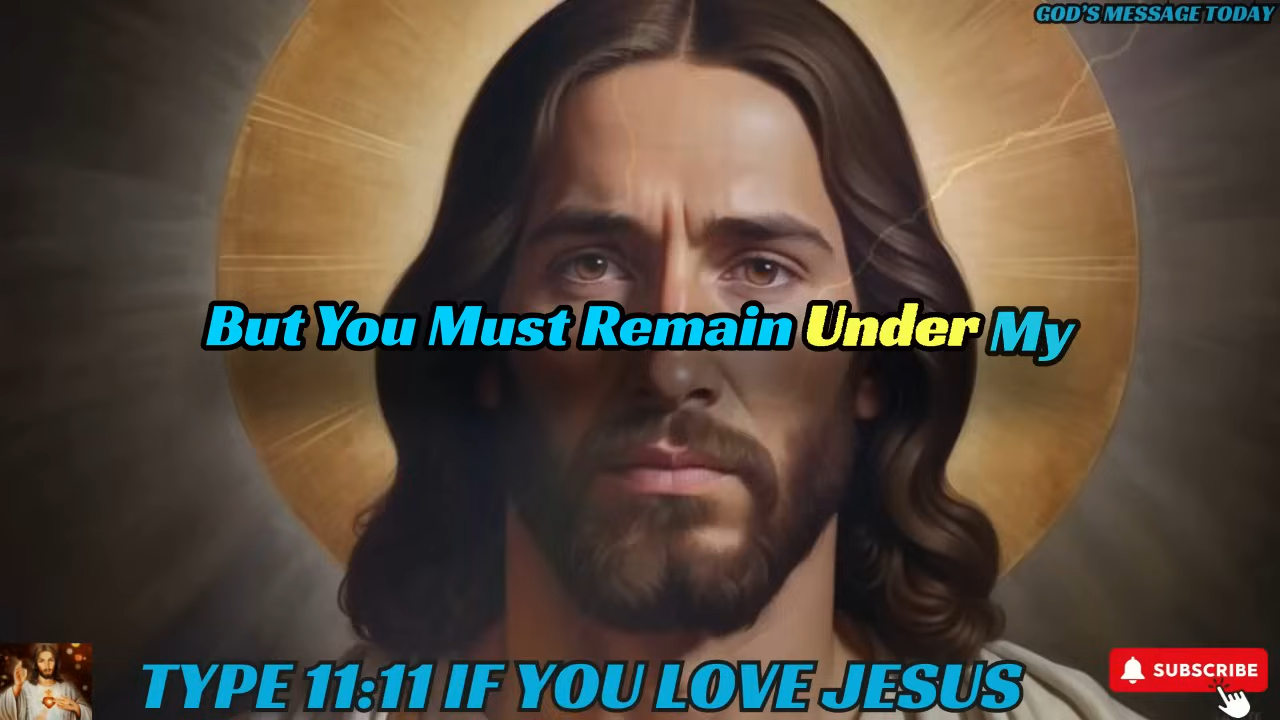 GOD'S MESSAGE TODAY
But You Must Remain Under My
TYPE 11:11 IF YOU LOVE JESUS
SUBSCRIBE